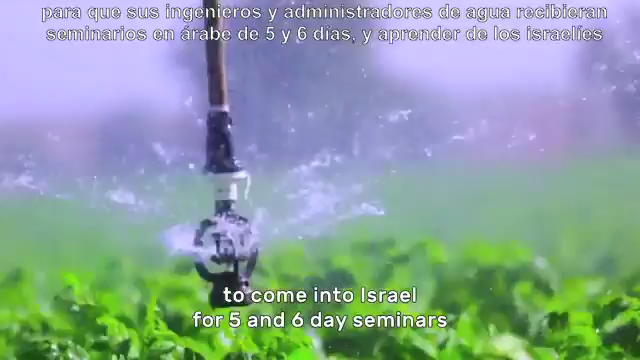 para que sus ingenieros y administradores de agua recibieran
seminarios en árabe de 5 y 6 días, y aprender de los israelíes
to come into Israel
for 5 and 6 day seminars